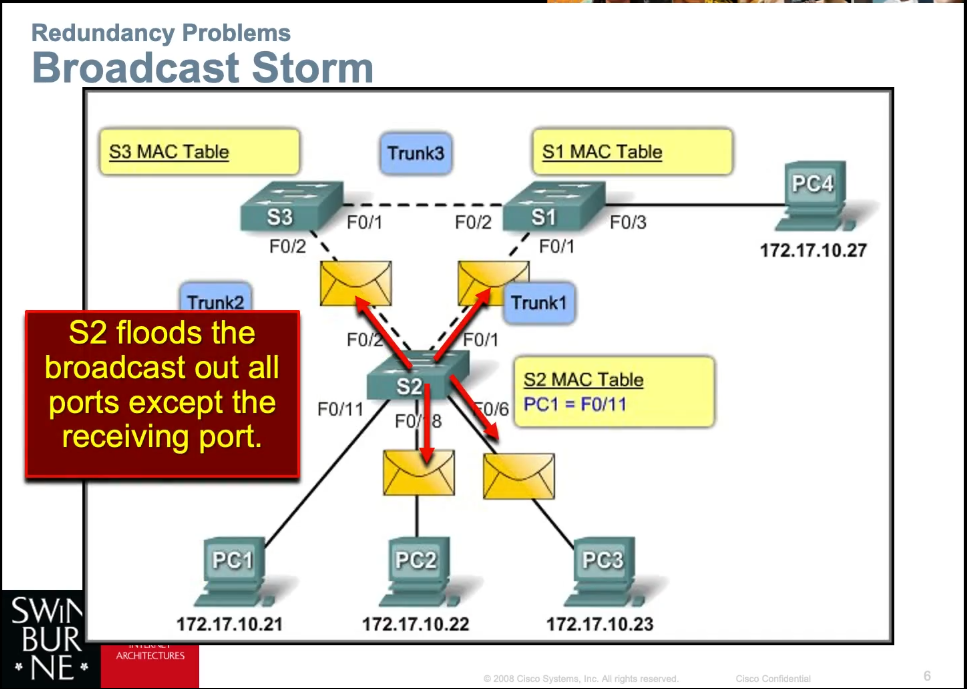 Redundancy Problems
Broadcast Storm
S3 MAC Table
Trunk3
S1 MAC Table
PC4
S3
F0/1
F0/2
S1
F0/3
F0/2
F0/1
172.17.10.27
Trunk2
Trunk1
S2 floods the
broadcast out all
ports except the
receiving port.
F0/2
F0/1
S2
S2 MAC Table
PC1 = F0/11
F0/11
F0/18
F0/6
PC1
PC2
PC3
172.17.10.21
172.17.10.22
172.17.10.23
SWIN
BUR
* NE *
INTERNET
ARCHITECTURES
© 2008 Cisco Systems, Inc. All rights reserved.
Cisco Confidential
6